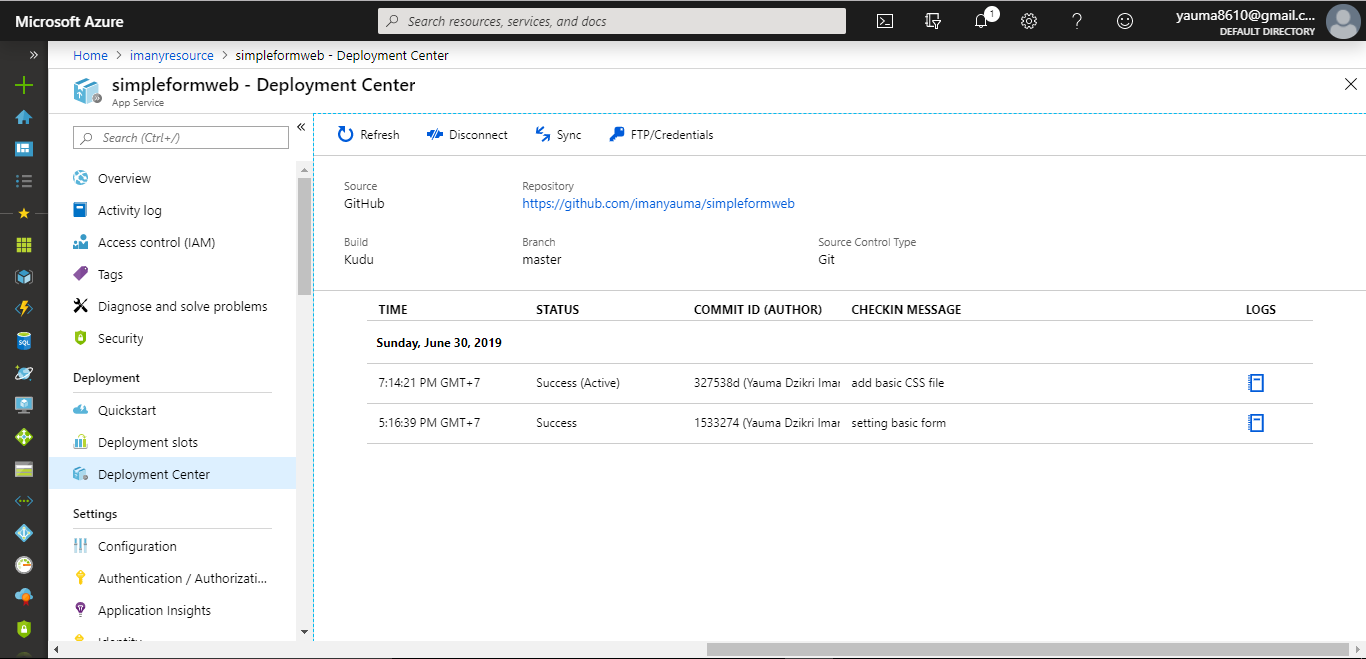 Microsoft Azure
Search resources, services, and docs
1
yauma8610@gmail.c...
DEFAULT DIRECTORY
Home > imanyresource > simpleformweb - Deployment Center
simpleformweb - Deployment Center
App Service
Search (Ctrl+/)
Overview
Activity log
Access control (IAM)
Tags
Diagnose and solve problems
Security
Deployment
Quickstart
Deployment slots
Deployment Center
Settings
Configuration
Authentication / Authorizati...
Application Insights
Identity
Refresh Disconnect Sync FTP/Credentials
Source Repository
GitHub https://github.com/imanyauma/simpleformweb
Build Branch Source Control Type
Kudu master Git
TIME STATUS COMMIT ID (AUTHOR) CHECKIN MESSAGE LOGS
Sunday, June 30, 2019
7:14:21 PM GMT+7 Success (Active) 327538d (Yauma Dzikri Imar add basic CSS file
5:16:39 PM GMT+7 Success 1533274 (Yauma Dzikri Imar setting basic form